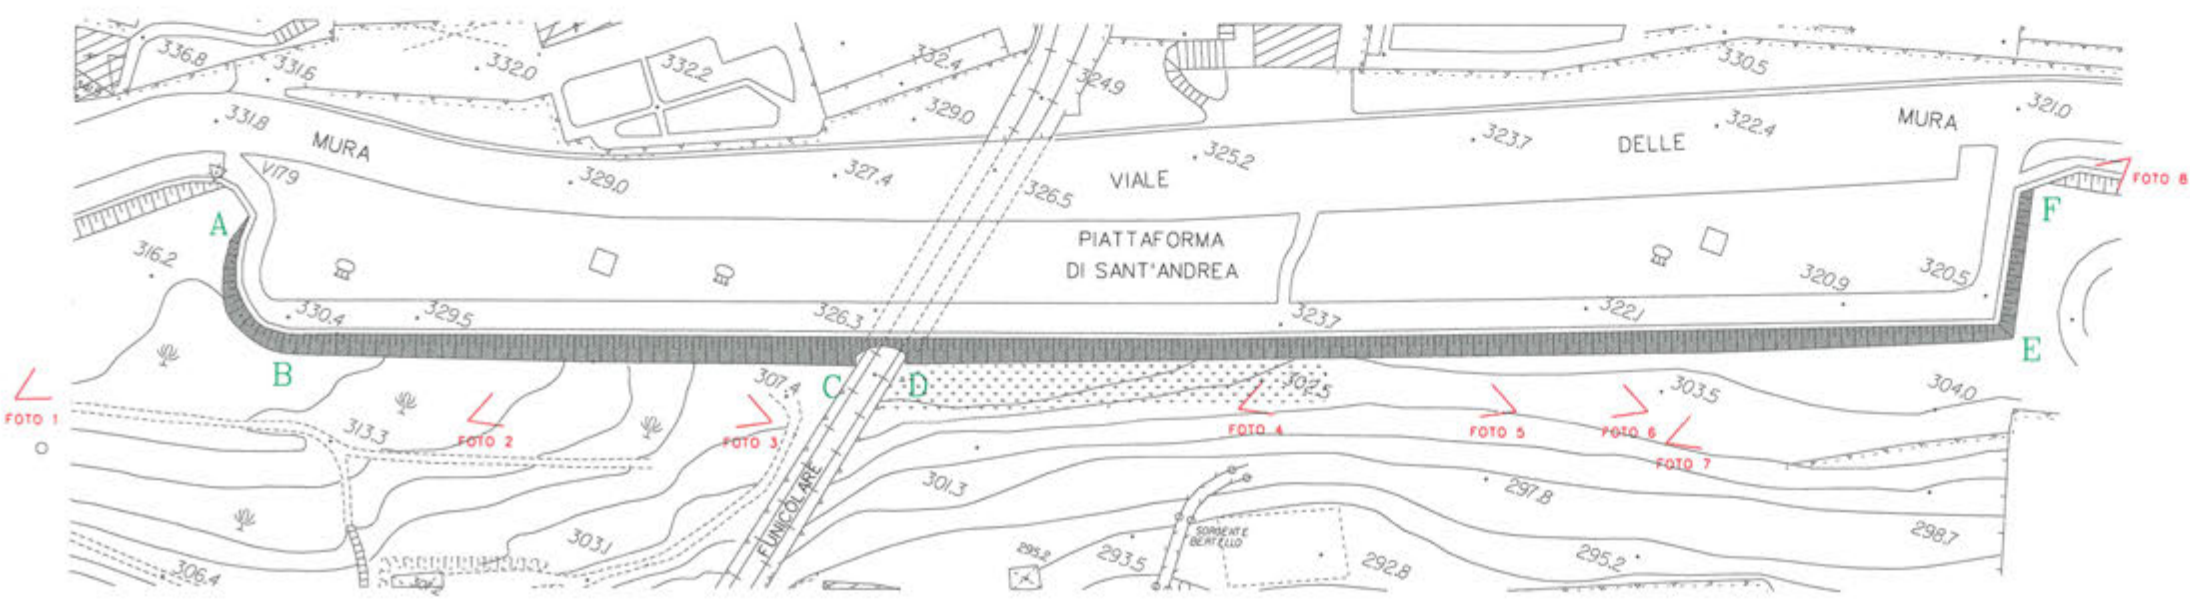 336.8
331.6
332.0
332.2
332.4
324.9
330.5
331.8
MURA
329.0
321.0
MURA
322.4
DELLE
323.7
325.2
VIALE
327.4
329.0
V179
326.5
FOTO 8
A
F
316.2
PIATTAFORMA
DI SANT'ANDREA
320.9
320.5
330.4
329.5
326.3
323.7
322.1
B
C
D
E
307.4
302.5
303.5
304.0
FOTO 1
FOTO 2
FOTO 3
FOTO 4
FOTO 5
FOTO 6
FOTO 7
313.3
FUNICOLARE
301.3
297.8
298.7
303.1
SORGENTE
BERTELLO
295.2
293.5
295.2
292.8
306.4